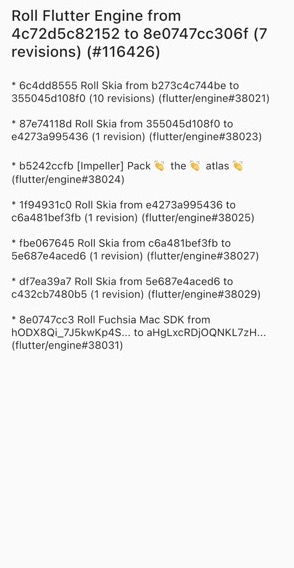 Roll Flutter Engine from
4c72d5c82152 to 8e0747cc306f (7
revisions) (#116426)
* 6c4dd8555 Roll Skia from b273c4c744be to
355045d108f0 (10 revisions) (flutter/engine#38021)
* 87e74118d Roll Skia from 355045d108f0 to
e4273a995436 (1 revision) (flutter/engine#38023)
* b5242ccfb [Impeller] Pack 👏 the 👏 atlas 👏
(flutter/engine#38024)
* 1f94931c0 Roll Skia from e4273a995436 to
c6a481bef3fb (1 revision) (flutter/engine#38025)
* fbe067645 Roll Skia from c6a481bef3fb to
5e687e4aced6 (1 revision) (flutter/engine#38027)
* df7ea39a7 Roll Skia from 5e687e4aced6 to
c432cb7480b5 (1 revision) (flutter/engine#38029)
* 8e0747cc3 Roll Fuchsia Mac SDK from
hODX8Qi_7J5kwKp4S... to aHgLxcRDjOQNKL7zH...
(flutter/engine#38031)